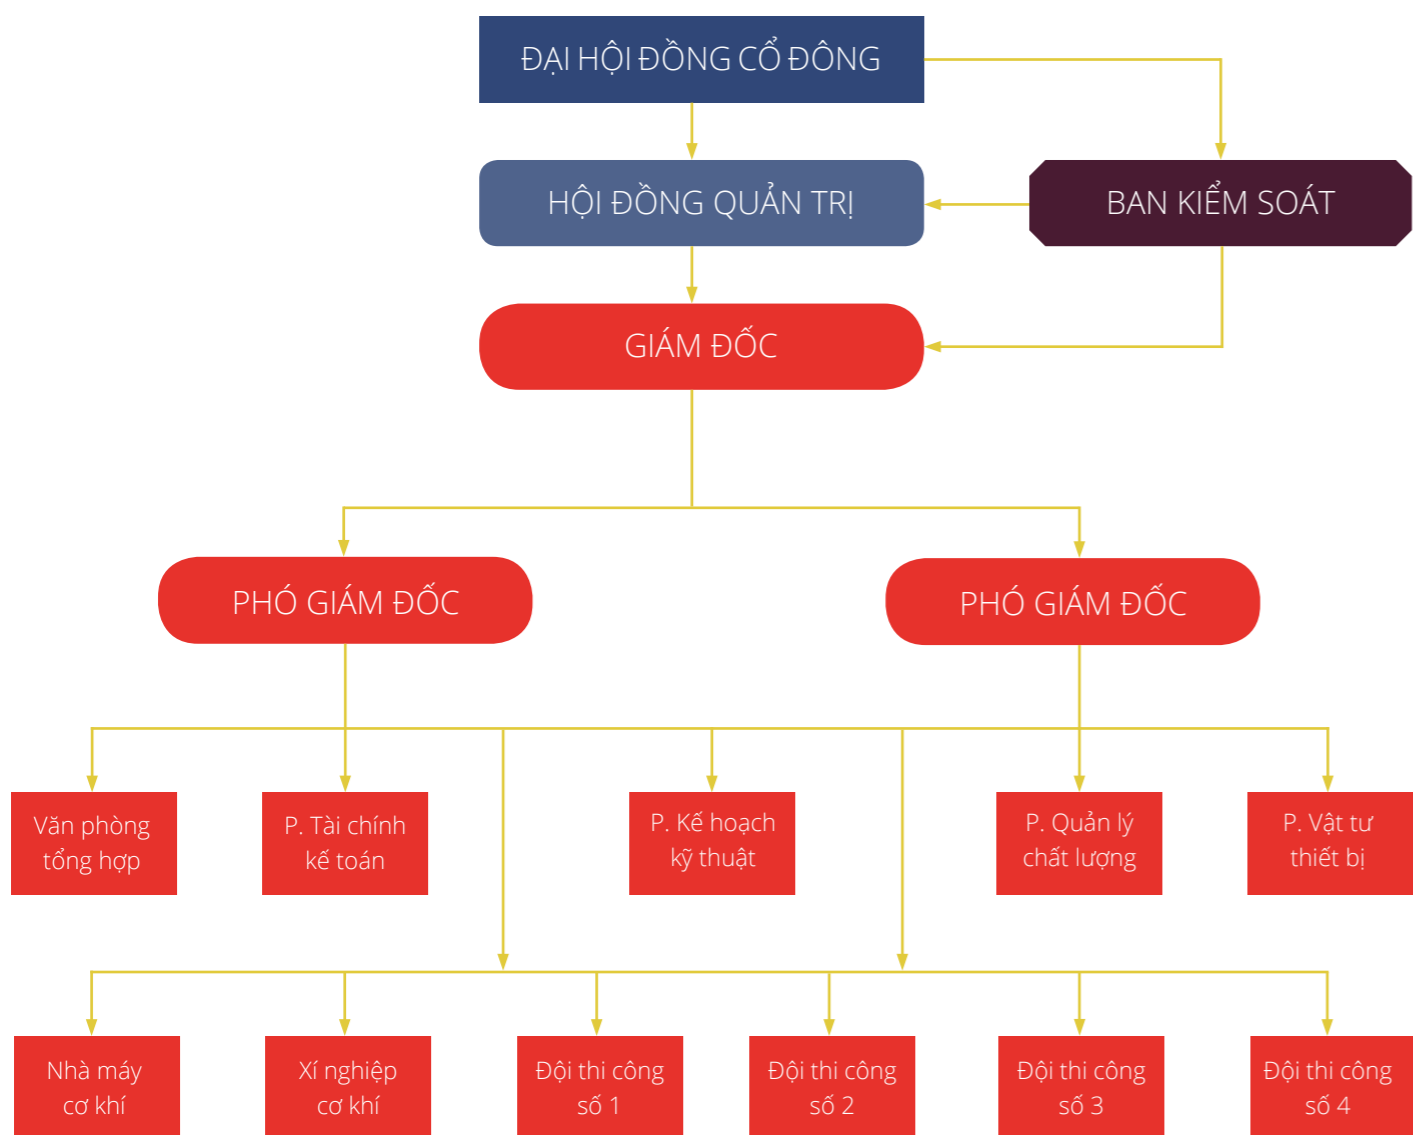 ĐẠI HỘI ĐỒNG CỔ ĐÔNG
HỘI ĐỒNG QUẢN TRỊ
BAN KIỂM SOÁT
GIÁM ĐỐC
PHÓ GIÁM ĐỐC
PHÓ GIÁM ĐỐC
Văn phòng
tổng hợp
P. Tài chính
kế toán
P. Kế hoạch
kỹ thuật
P. Quản lý
chất lượng
P. Vật tư
thiết bị
Nhà máy
cơ khí
Xí nghiệp
cơ khí
Đội thi công
số 1
Đội thi công
số 2
Đội thi công
số 3
Đội thi công
số 4